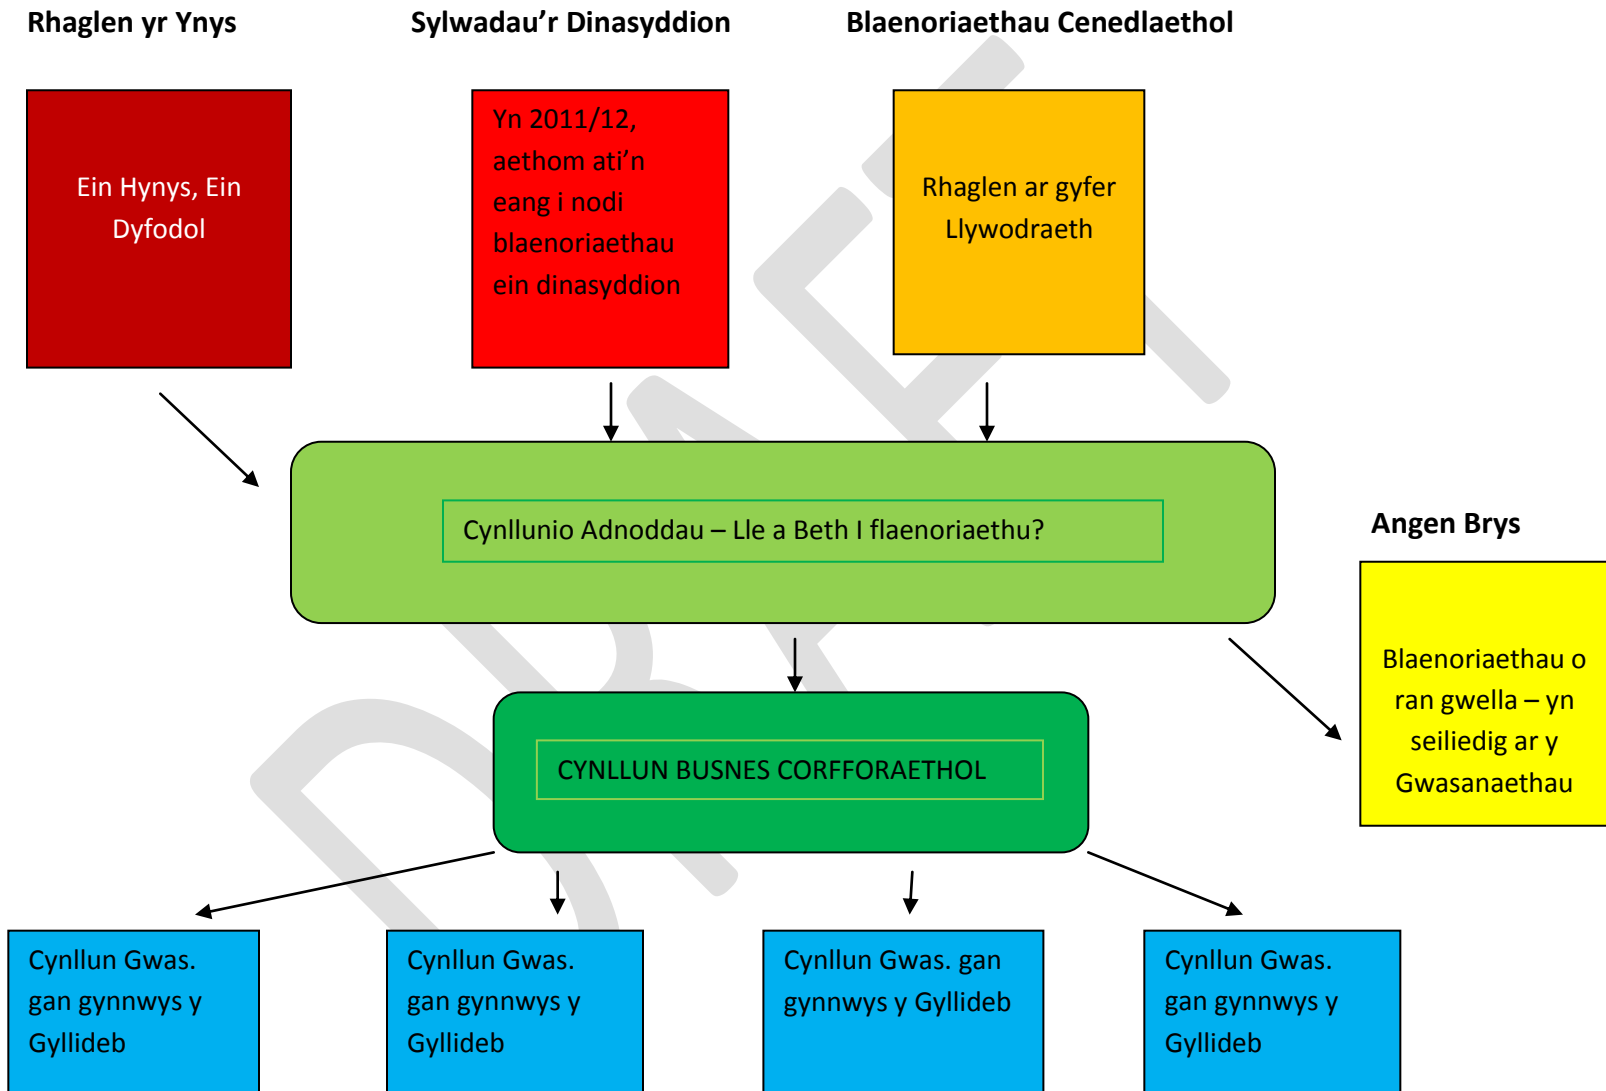 Rhaglen yr Ynys
Sylwadau’r Dinasyddion
Blaenoriaethau Cenedlaethol
Ein Hynys, Ein
Dyfodol
Yn 2011/12,
aethom ati’n
eang i nodi
blaenoriaethau
ein dinasyddion
Rhaglen ar gyfer
Llywodraeth
DRAFT
Cynllunio Adnoddau – Lle a Beth I flaenoriaethu?
Angen Brys
Blaenoriaethau o
ran gwella – yn
seiliedig ar y
Gwasanaethau
CYNLLUN BUSNES CORFFORAETHOL
Cynllun Gwas.
gan gynnwys y
Gyllideb
Cynllun Gwas.
gan gynnwys y
Gyllideb
Cynllun Gwas. gan
gynnwys y Gyllideb
Cynllun Gwas.
gan gynnwys y
Gyllideb